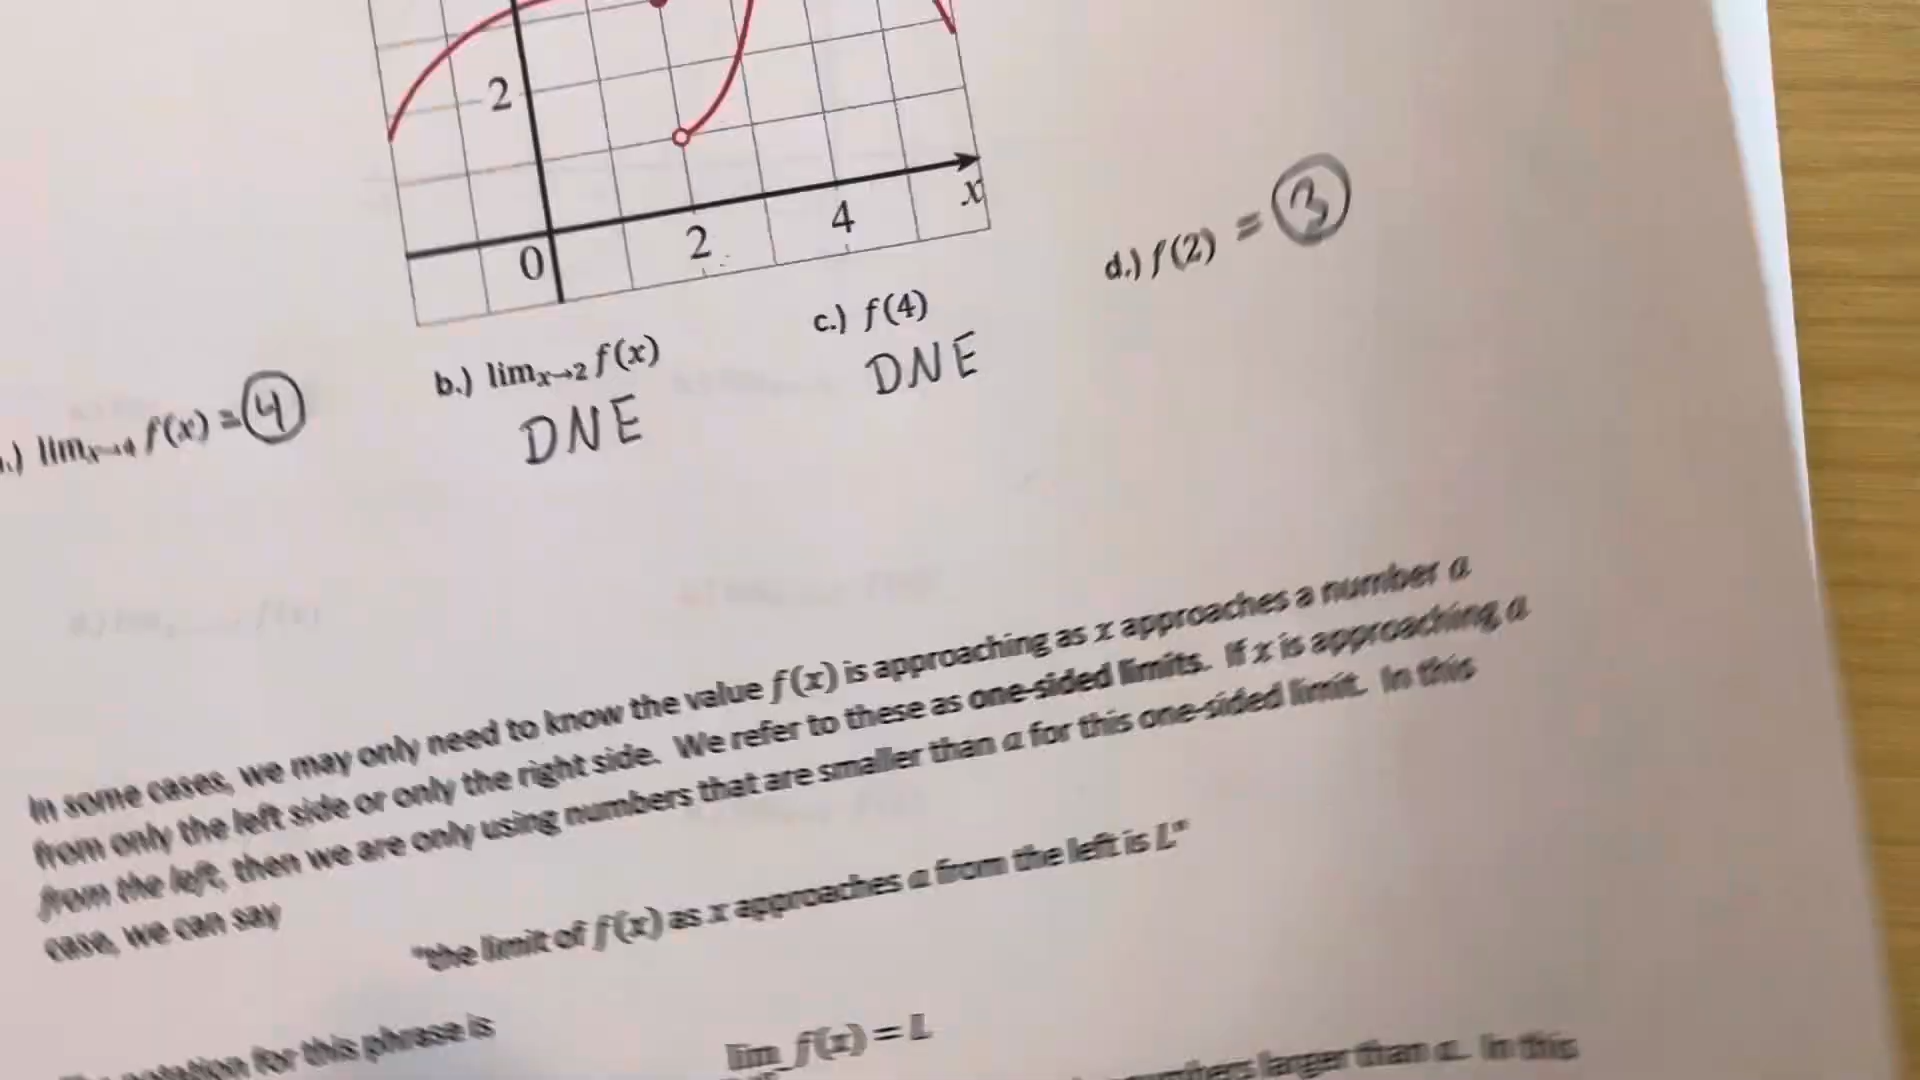 2
0
2
4
x
d.) f(2) = 3
c.) f(4)
DNE
b.) lim x→2 f(x)
DNE
.) lim x→4 f(x) = 4
In some cases, we may only need to know the value f(x) is approaching as x approaches a number a
from only the left side or only the right side. We refer to these as one-sided limits. If x is approaching a
from the left, then we are only using numbers that are smaller than a for this one-sided limit. In this
case, we can say
"the limit of f(x) as x approaches a from the left is L"
notation for this phrase is
lim f(x) = L
numbers larger than a. In this